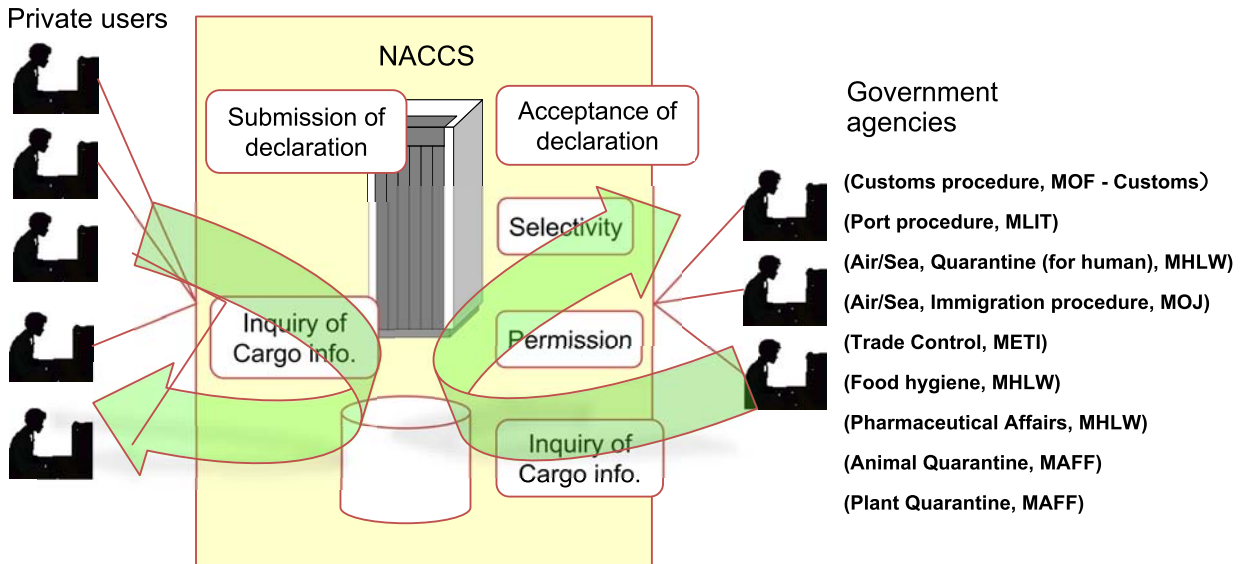 Private users
NACCS
Submission of
declaration
Acceptance of
declaration
Selectivity
Inquiry of
Cargo info.
Permission
Inquiry of
Cargo info.
Government
agencies
(Customs procedure, MOF - Customs）
(Port procedure, MLIT)
(Air/Sea, Quarantine (for human), MHLW)
(Air/Sea, Immigration procedure, MOJ)
(Trade Control, METI)
(Food hygiene, MHLW)
(Pharmaceutical Affairs, MHLW)
(Animal Quarantine, MAFF)
(Plant Quarantine, MAFF)